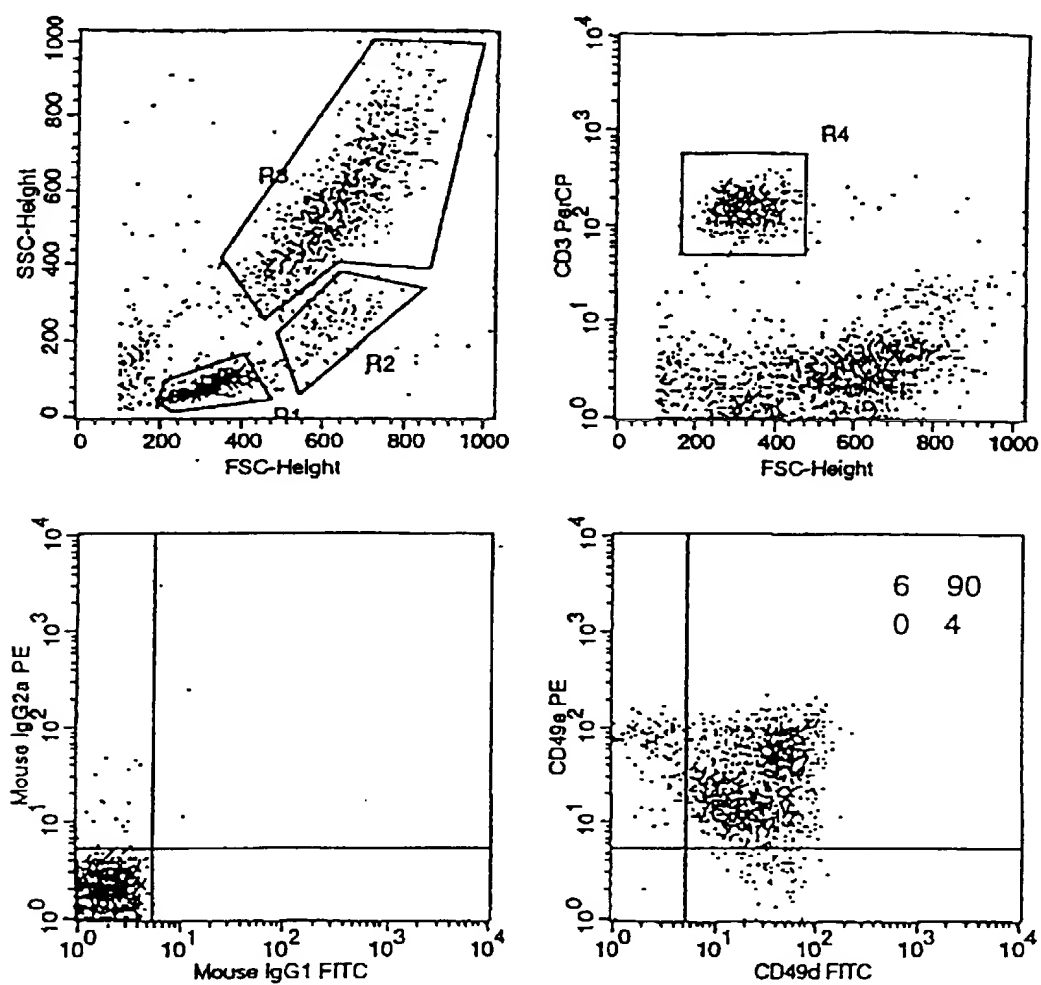 1000
800
600
400
200
0
SSC-Height
R3
R2
R1
0 200 400 600 800 1000
FSC-Height
10^4
10^3
10^2
10^1
10^0
CD3 PerCP
R4
0 200 400 600 800 1000
FSC-Height
10^4
10^3
10^2
10^1
10^0
Mouse IgG2a PE
10^0 10^1 10^2 10^3 10^4
Mouse IgG1 FITC
10^4
10^3
10^2
10^1
10^0
CD49e PE
6 90
0 4
10^0 10^1 10^2 10^3 10^4
CD49d FITC